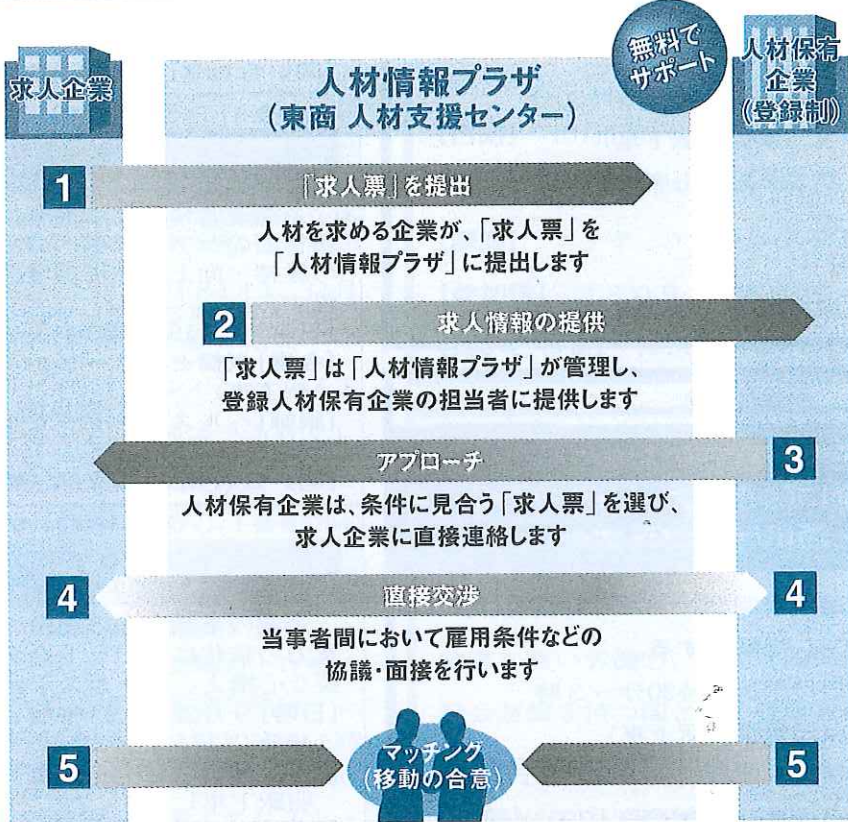 求人企業
人材情報プラザ
(東商 人材支援センター)
無料で
サポート
人材保有
企業
(登録制)
1
「求人票」を提出
人材を求める企業が、「求人票」を
「人材情報プラザ」に提出します
2
求人情報の提供
「求人票」は「人材情報プラザ」が管理し、
登録人材保有企業の担当者に提供します
アプローチ
3
人材保有企業は、条件に見合う「求人票」を選び、
求人企業に直接連絡します
4
直接交渉
4
当事者間において雇用条件などの
協議・面接を行います
5
マッチング
(移動の合意)
5